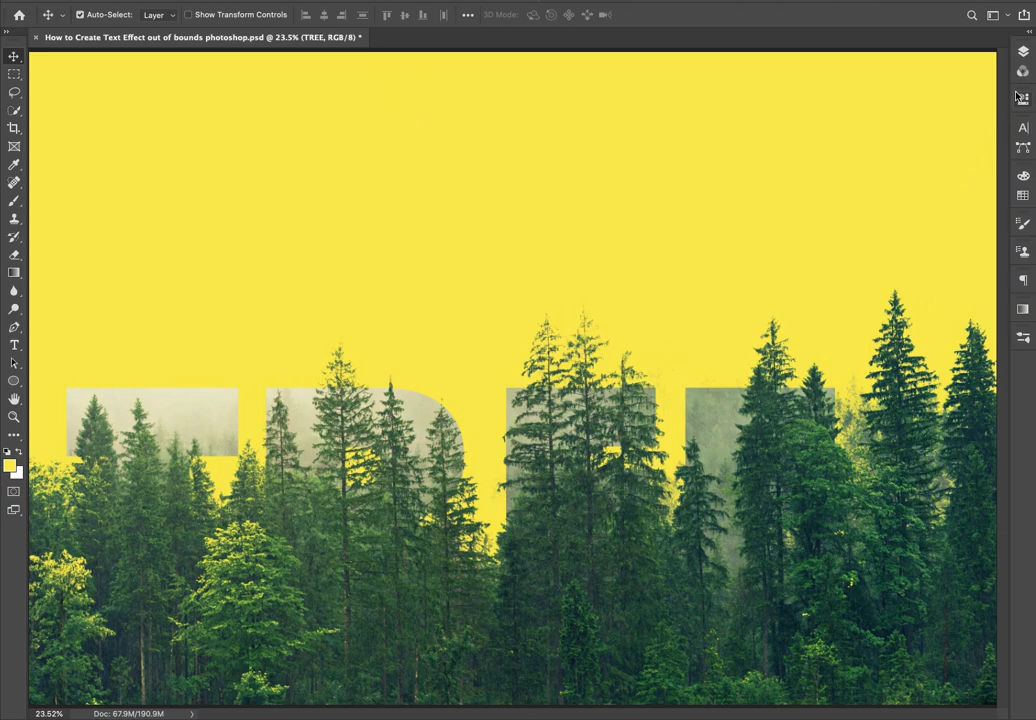 Auto-Select: Layer Show Transform Controls 3D Mode:
× How to Create Text Effect out of bounds photoshop.psd @ 23.5% (TREE, RGB/8) *
23.52% Doc: 67.9M/190.9M